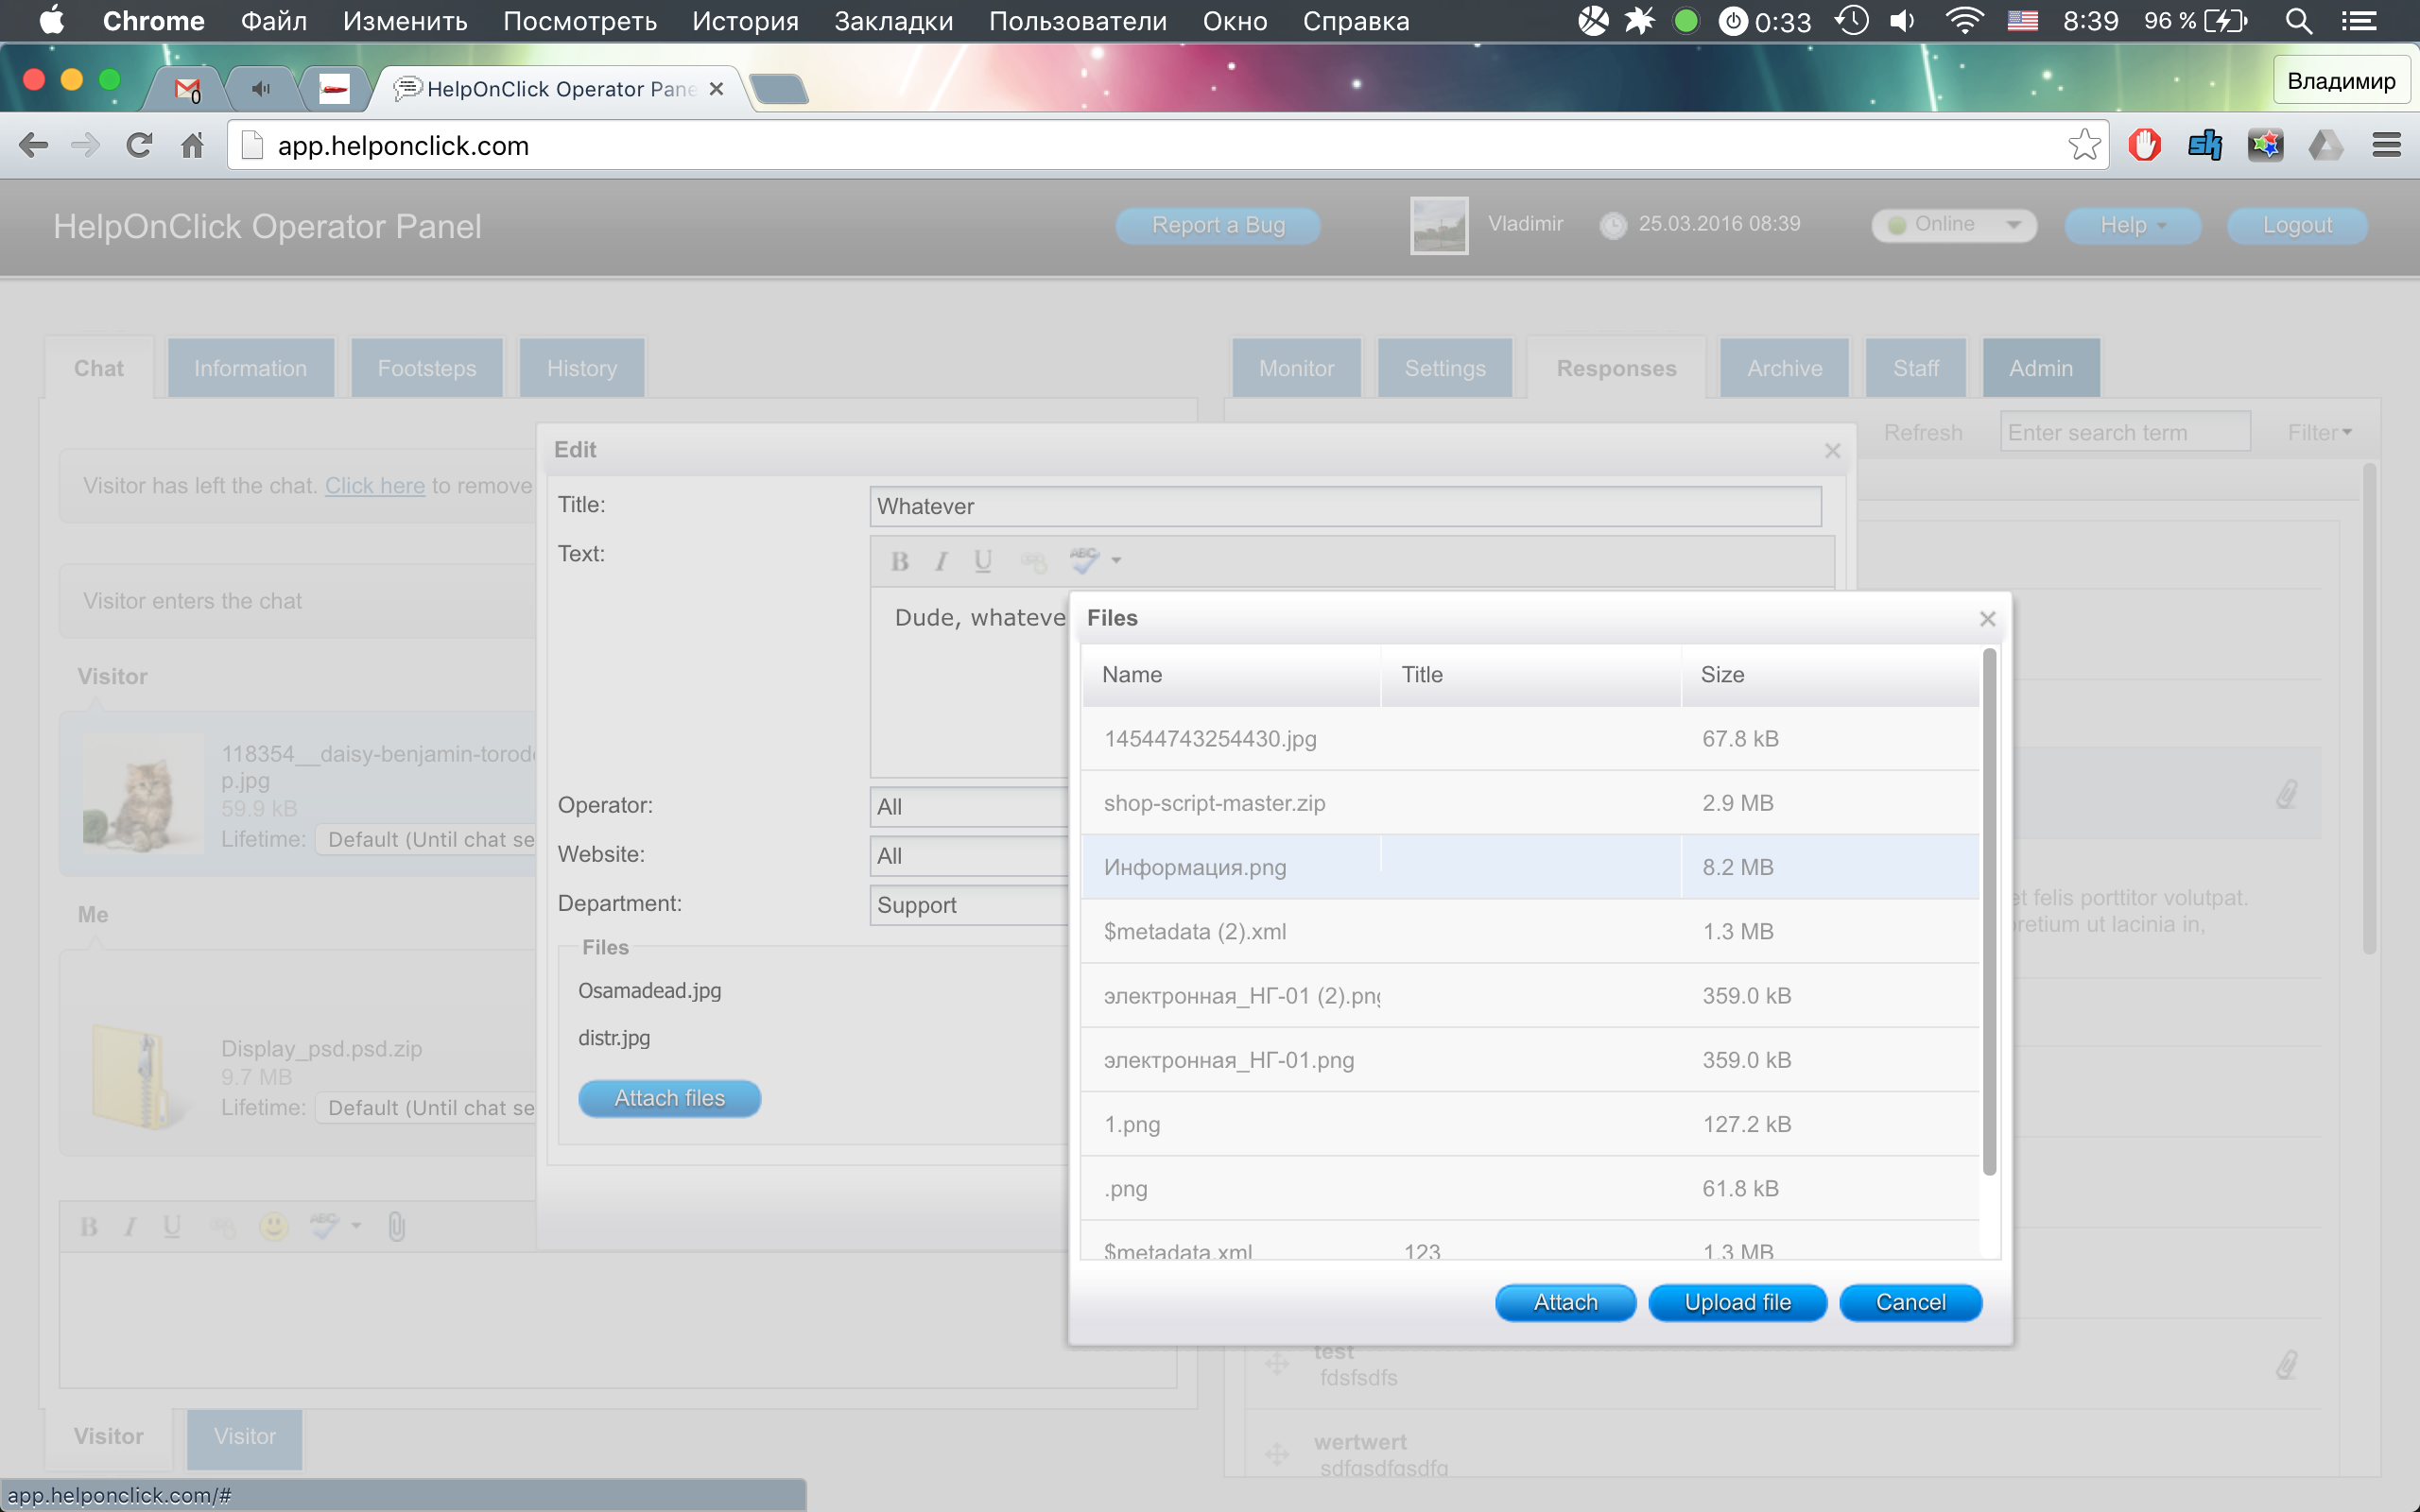 Chrome Файл Изменить Посмотреть История Закладки Пользователи Окно Справка 0:33 8:39 96 %
0 HelpOnClick Operator Pane Владимир
app.helponclick.com
HelpOnClick Operator Panel Report a Bug Vladimir 25.03.2016 08:39 Online Help Logout
Chat Information Footsteps History
Monitor Settings Responses Archive Staff Admin
Refresh Enter search term Filter
Visitor has left the chat. Click here to remove
Visitor enters the chat
Visitor
118354__daisy-benjamin-torode
p.jpg
59.9 kB
Lifetime: Default (Until chat se
Me
Display_psd.psd.zip
9.7 MB
Lifetime: Default (Until chat se
B I U ABC
Visitor Visitor
app.helponclick.com/#
Edit
Title: Whatever
Text: B I U ABC
Dude, whateve
Operator: All
Website: All
Department: Support
Files
Osamadead.jpg
distr.jpg
Attach files
Files
Name Title Size
14544743254430.jpg 67.8 kB
shop-script-master.zip 2.9 MB
Информация.png 8.2 MB
$metadata (2).xml 1.3 MB
электронная_НГ-01 (2).png 359.0 kB
электронная_НГ-01.png 359.0 kB
1.png 127.2 kB
.png 61.8 kB
$metadata.xml 123 1.3 MB
Attach Upload file Cancel
et felis porttitor volutpat.
pretium ut lacinia in,
test
fdsfsdfs
wertwert
sdfgsdfgsdfg